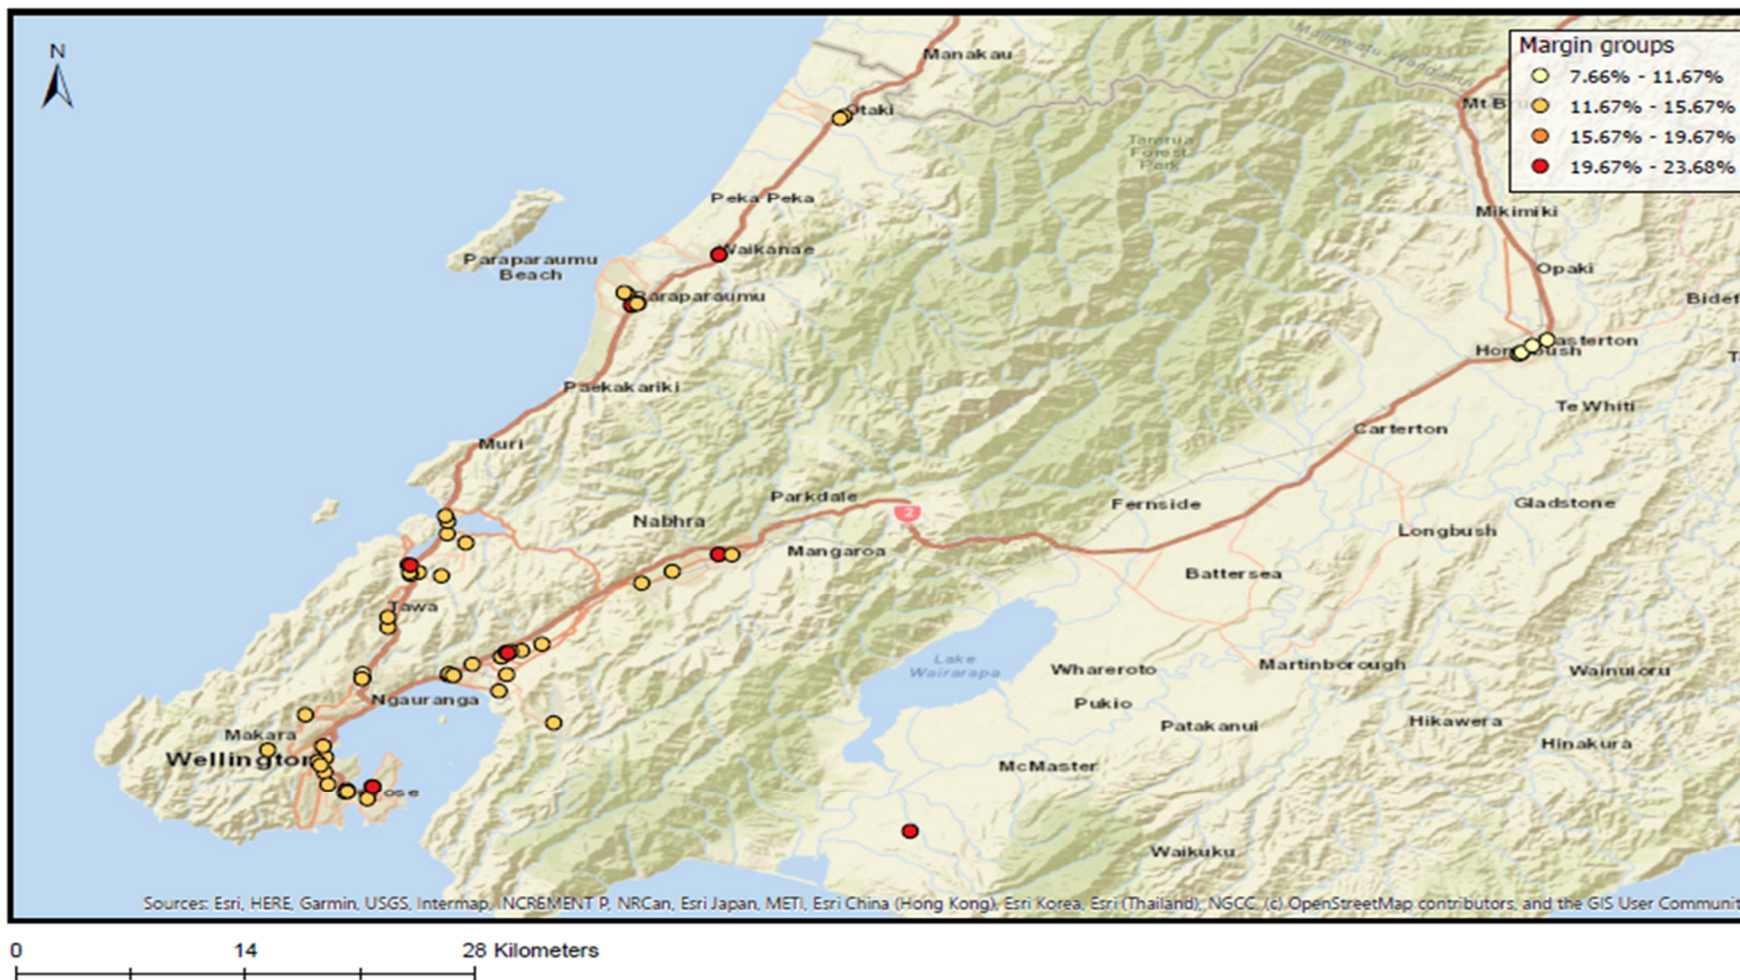 N
Margin groups
7.66% - 11.67%
11.67% - 15.67%
15.67% - 19.67%
19.67% - 23.68%
Manakau
Otaki
Tararua
Forest
Park
Peka Peka
Mikimiki
Waikanae
Paraparaumu
Beach
Opaki
Paraparaumu
Masterton
Paekakariki
Te Whiti
Carterton
Muri
Parkdale
2
Fernside
Gladstone
Nabhra
Longbush
Mangaroa
Battersea
Tawa
Lake
Wairarapa
Whareroto
Martinborough
Wainuioru
Ngauranga
Pukio
Patakanui
Hikawera
Makara
Hinakura
Wellington
McMaster
Waikuku
Sources: Esri, HERE, Garmin, USGS, Intermap, INCREMENT P, NRCan, Esri Japan, METI, Esri China (Hong Kong), Esri Korea, Esri (Thailand), NGCC, (c) OpenStreetMap contributors, and the GIS User Communit
0 14 28 Kilometers